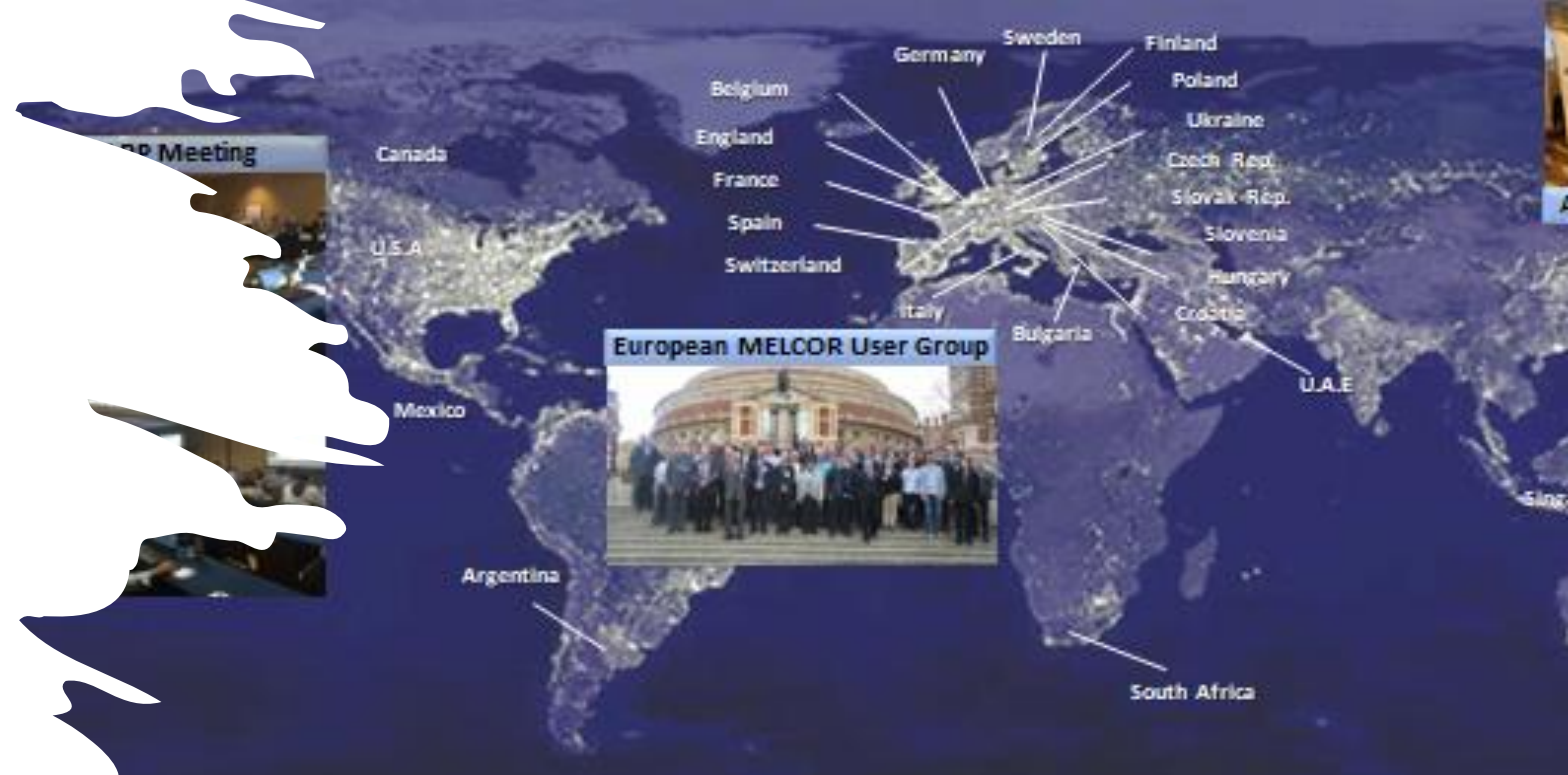 Sweden
Finland
Germany
Poland
Belgium
Ukraine
England
Meeting
Canada
Czech Rep.
France
Slovak Rep.
Spain
Slovenia
U.S.A
Switzerland
Hungary
Italy
Croatia
Bulgaria
European MELCOR User Group
U.A.E
Mexico
Argentina
South Africa